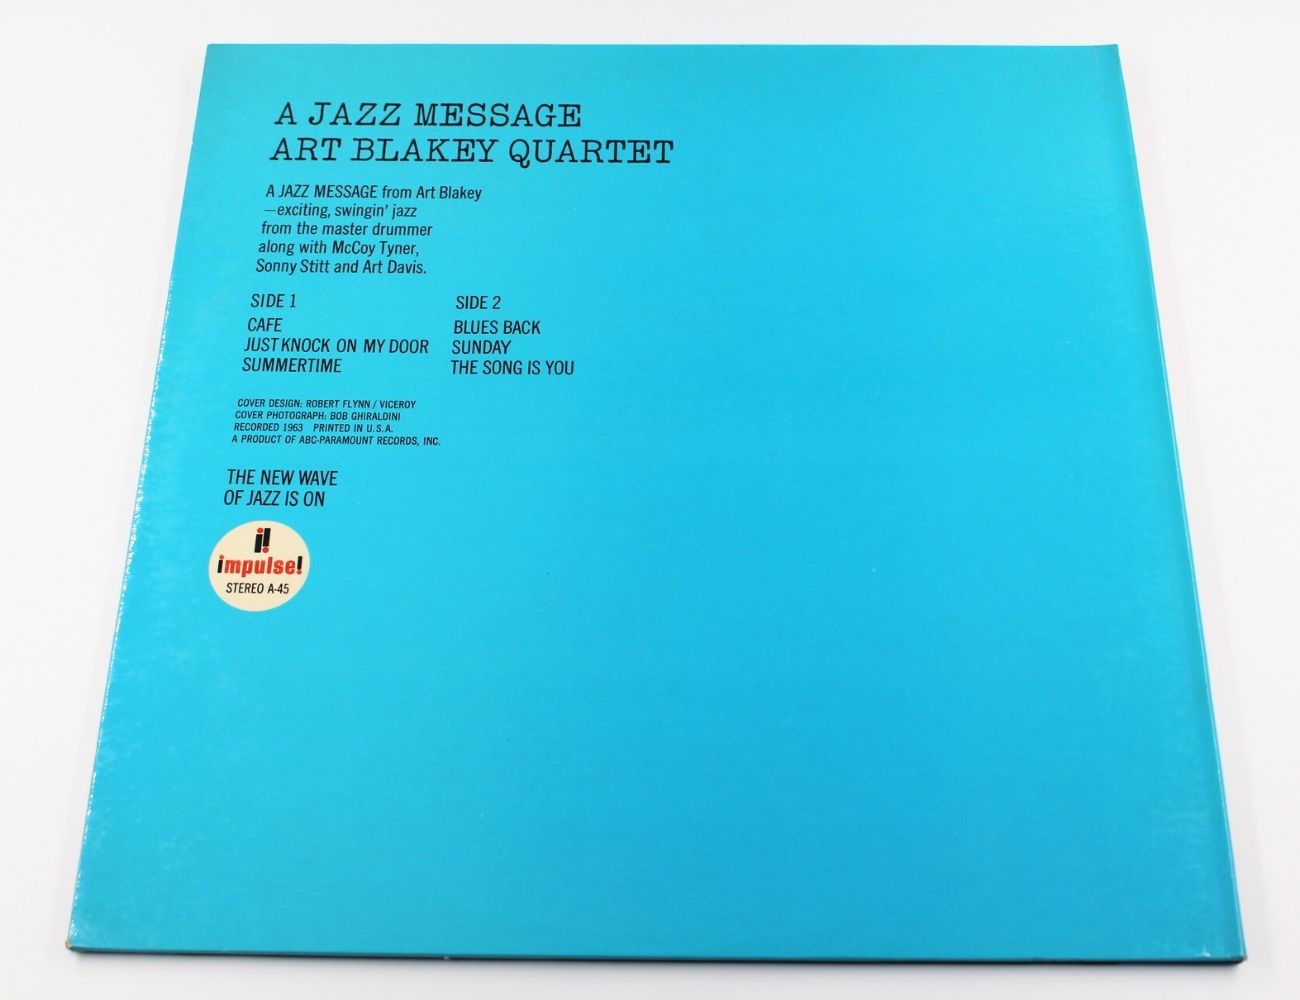 A JAZZ MESSAGE
ART BLAKEY QUARTET
A JAZZ MESSAGE from Art Blakey
—exciting, swingin' jazz
from the master drummer
along with McCoy Tyner,
Sonny Stitt and Art Davis.
SIDE 1
CAFE
JUST KNOCK ON MY DOOR
SUMMERTIME
SIDE 2
BLUES BACK
SUNDAY
THE SONG IS YOU
COVER DESIGN: ROBERT FLYNN / VICEROY
COVER PHOTOGRAPH: BOB GHIRALDINI
RECORDED 1963 PRINTED IN U.S.A.
A PRODUCT OF ABC-PARAMOUNT RECORDS, INC.
THE NEW WAVE
OF JAZZ IS ON
i!
impulse!
STEREO A-45